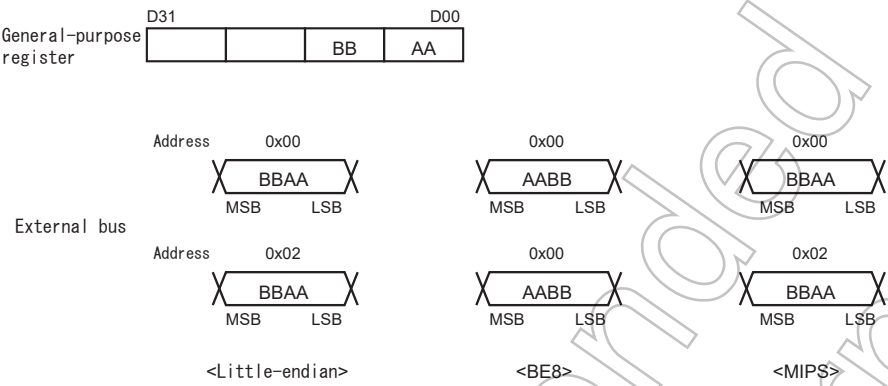 D31 D00
General-purpose register BB AA
Address 0x00 0x00 0x00
BBAA AABB BBAA
MSB LSB MSB LSB MSB LSB
External bus
Address 0x02 0x00 0x02
BBAA AABB BBAA
MSB LSB MSB LSB MSB LSB
<Little-endian> <BE8> <MIPS>